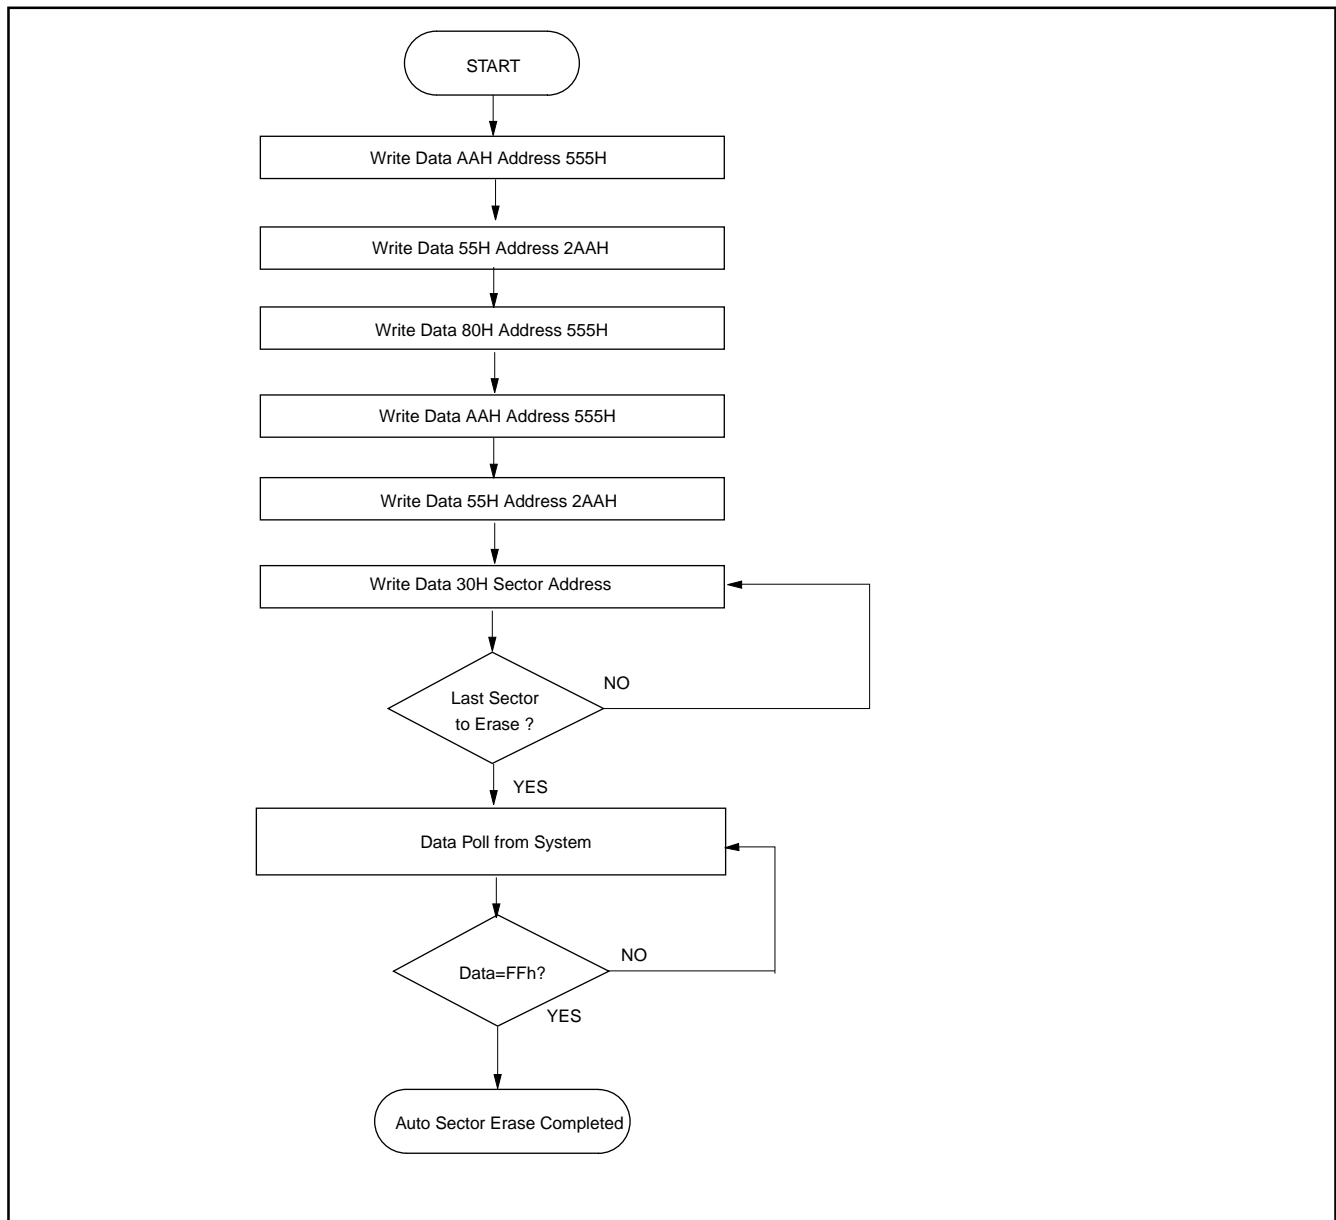 START
Write Data AAH Address 555H
Write Data 55H Address 2AAH
Write Data 80H Address 555H
Write Data AAH Address 555H
Write Data 55H Address 2AAH
Write Data 30H Sector Address
Last Sector
to Erase ?
NO
YES
Data Poll from System
Data=FFh?
NO
YES
Auto Sector Erase Completed